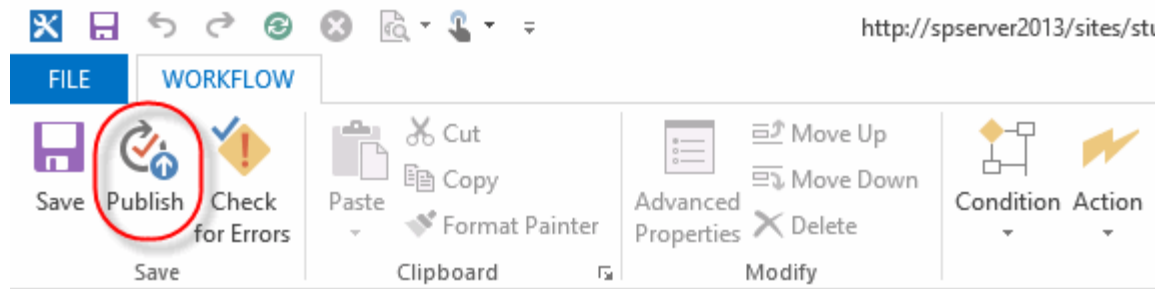 http://spserver2013/sites/stu
FILE WORKFLOW
Save Publish Check for Errors
Paste
Cut
Copy
Format Painter
Advanced Properties
Move Up
Move Down
Delete
Condition Action
Save Clipboard Modify